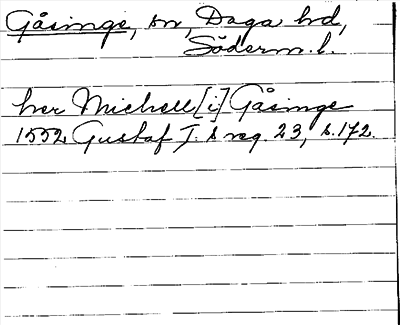 Gåsinge, sn, Daga hd,
Söderm. l.
her Michell [i] Gåsinge
1552 Gustaf I:s reg. 23, s. 172.